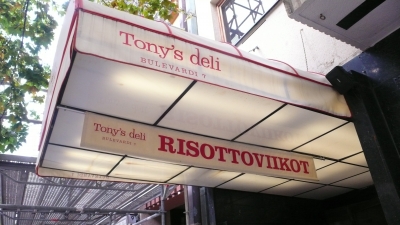 Tony's deli
BULEVARDI 7
Tony's deli
BULEVARDI 7
RISOTTOVIIKOT